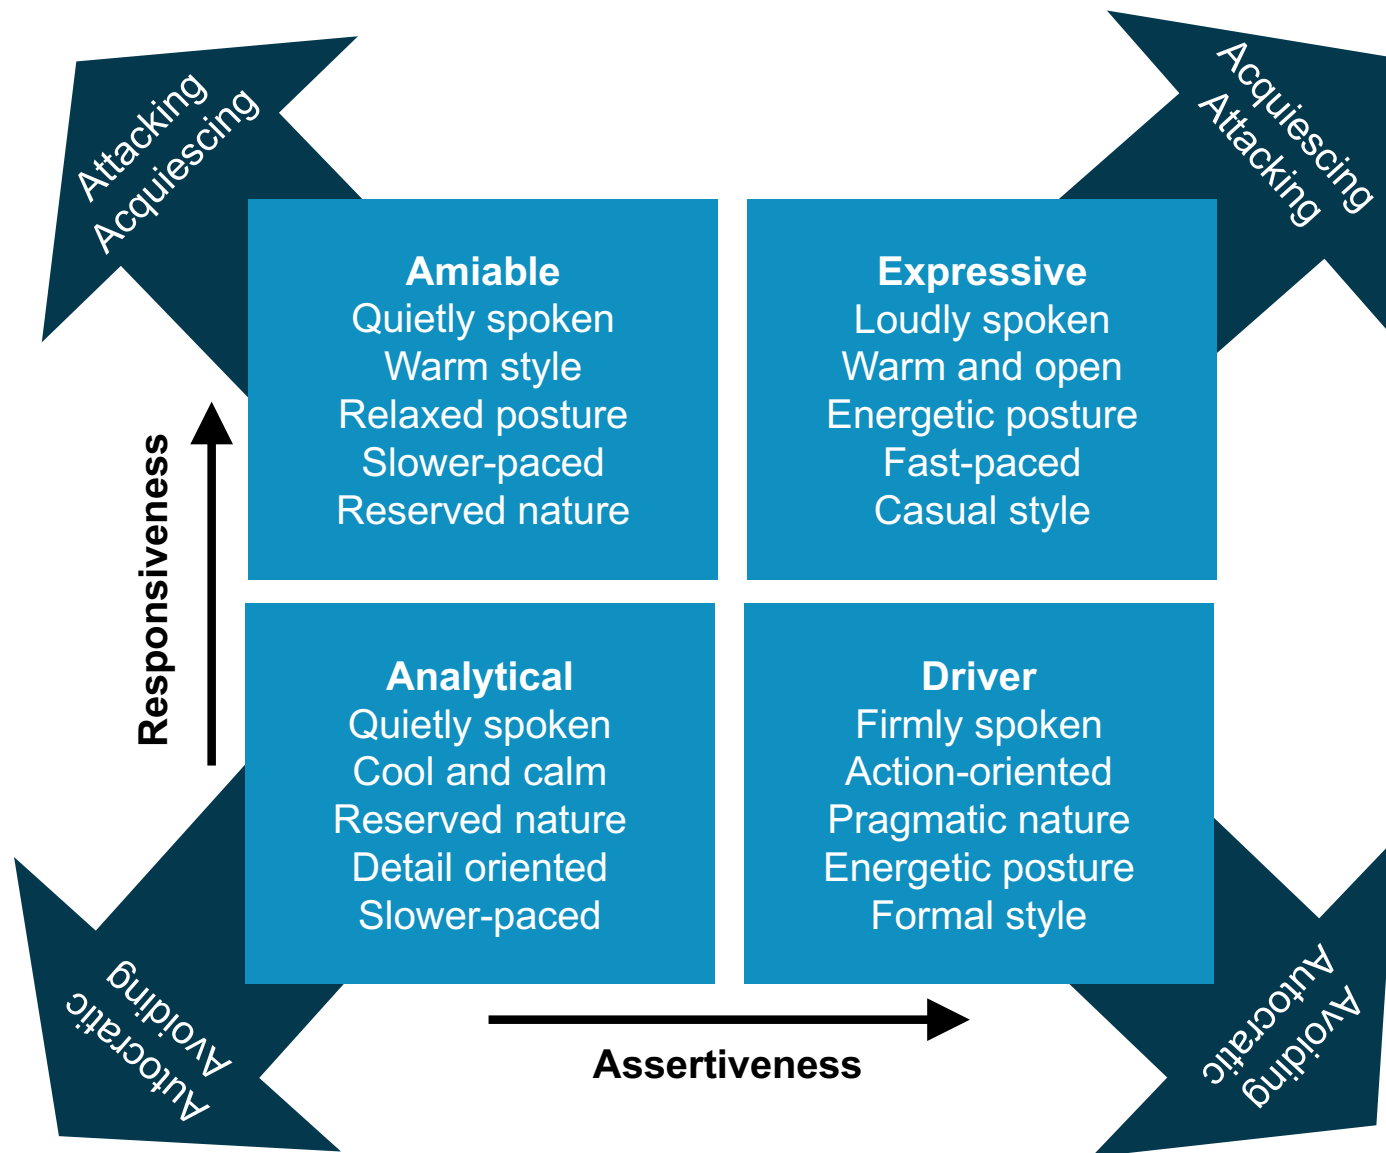 Attacking
Acquiescing
Acquiescing
Attacking
Amiable
Quietly spoken
Warm style
Relaxed posture
Slower-paced
Reserved nature
Expressive
Loudly spoken
Warm and open
Energetic posture
Fast-paced
Casual style
Responsiveness
Analytical
Quietly spoken
Cool and calm
Reserved nature
Detail oriented
Slower-paced
Driver
Firmly spoken
Action-oriented
Pragmatic nature
Energetic posture
Formal style
Avoiding
Autocratic
Avoiding
Autocratic
Assertiveness